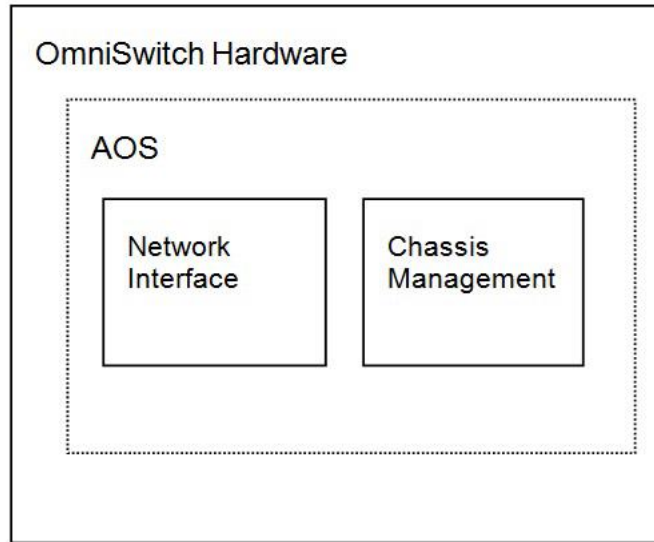 OmniSwitch Hardware
AOS
Network
Interface
Chassis
Management